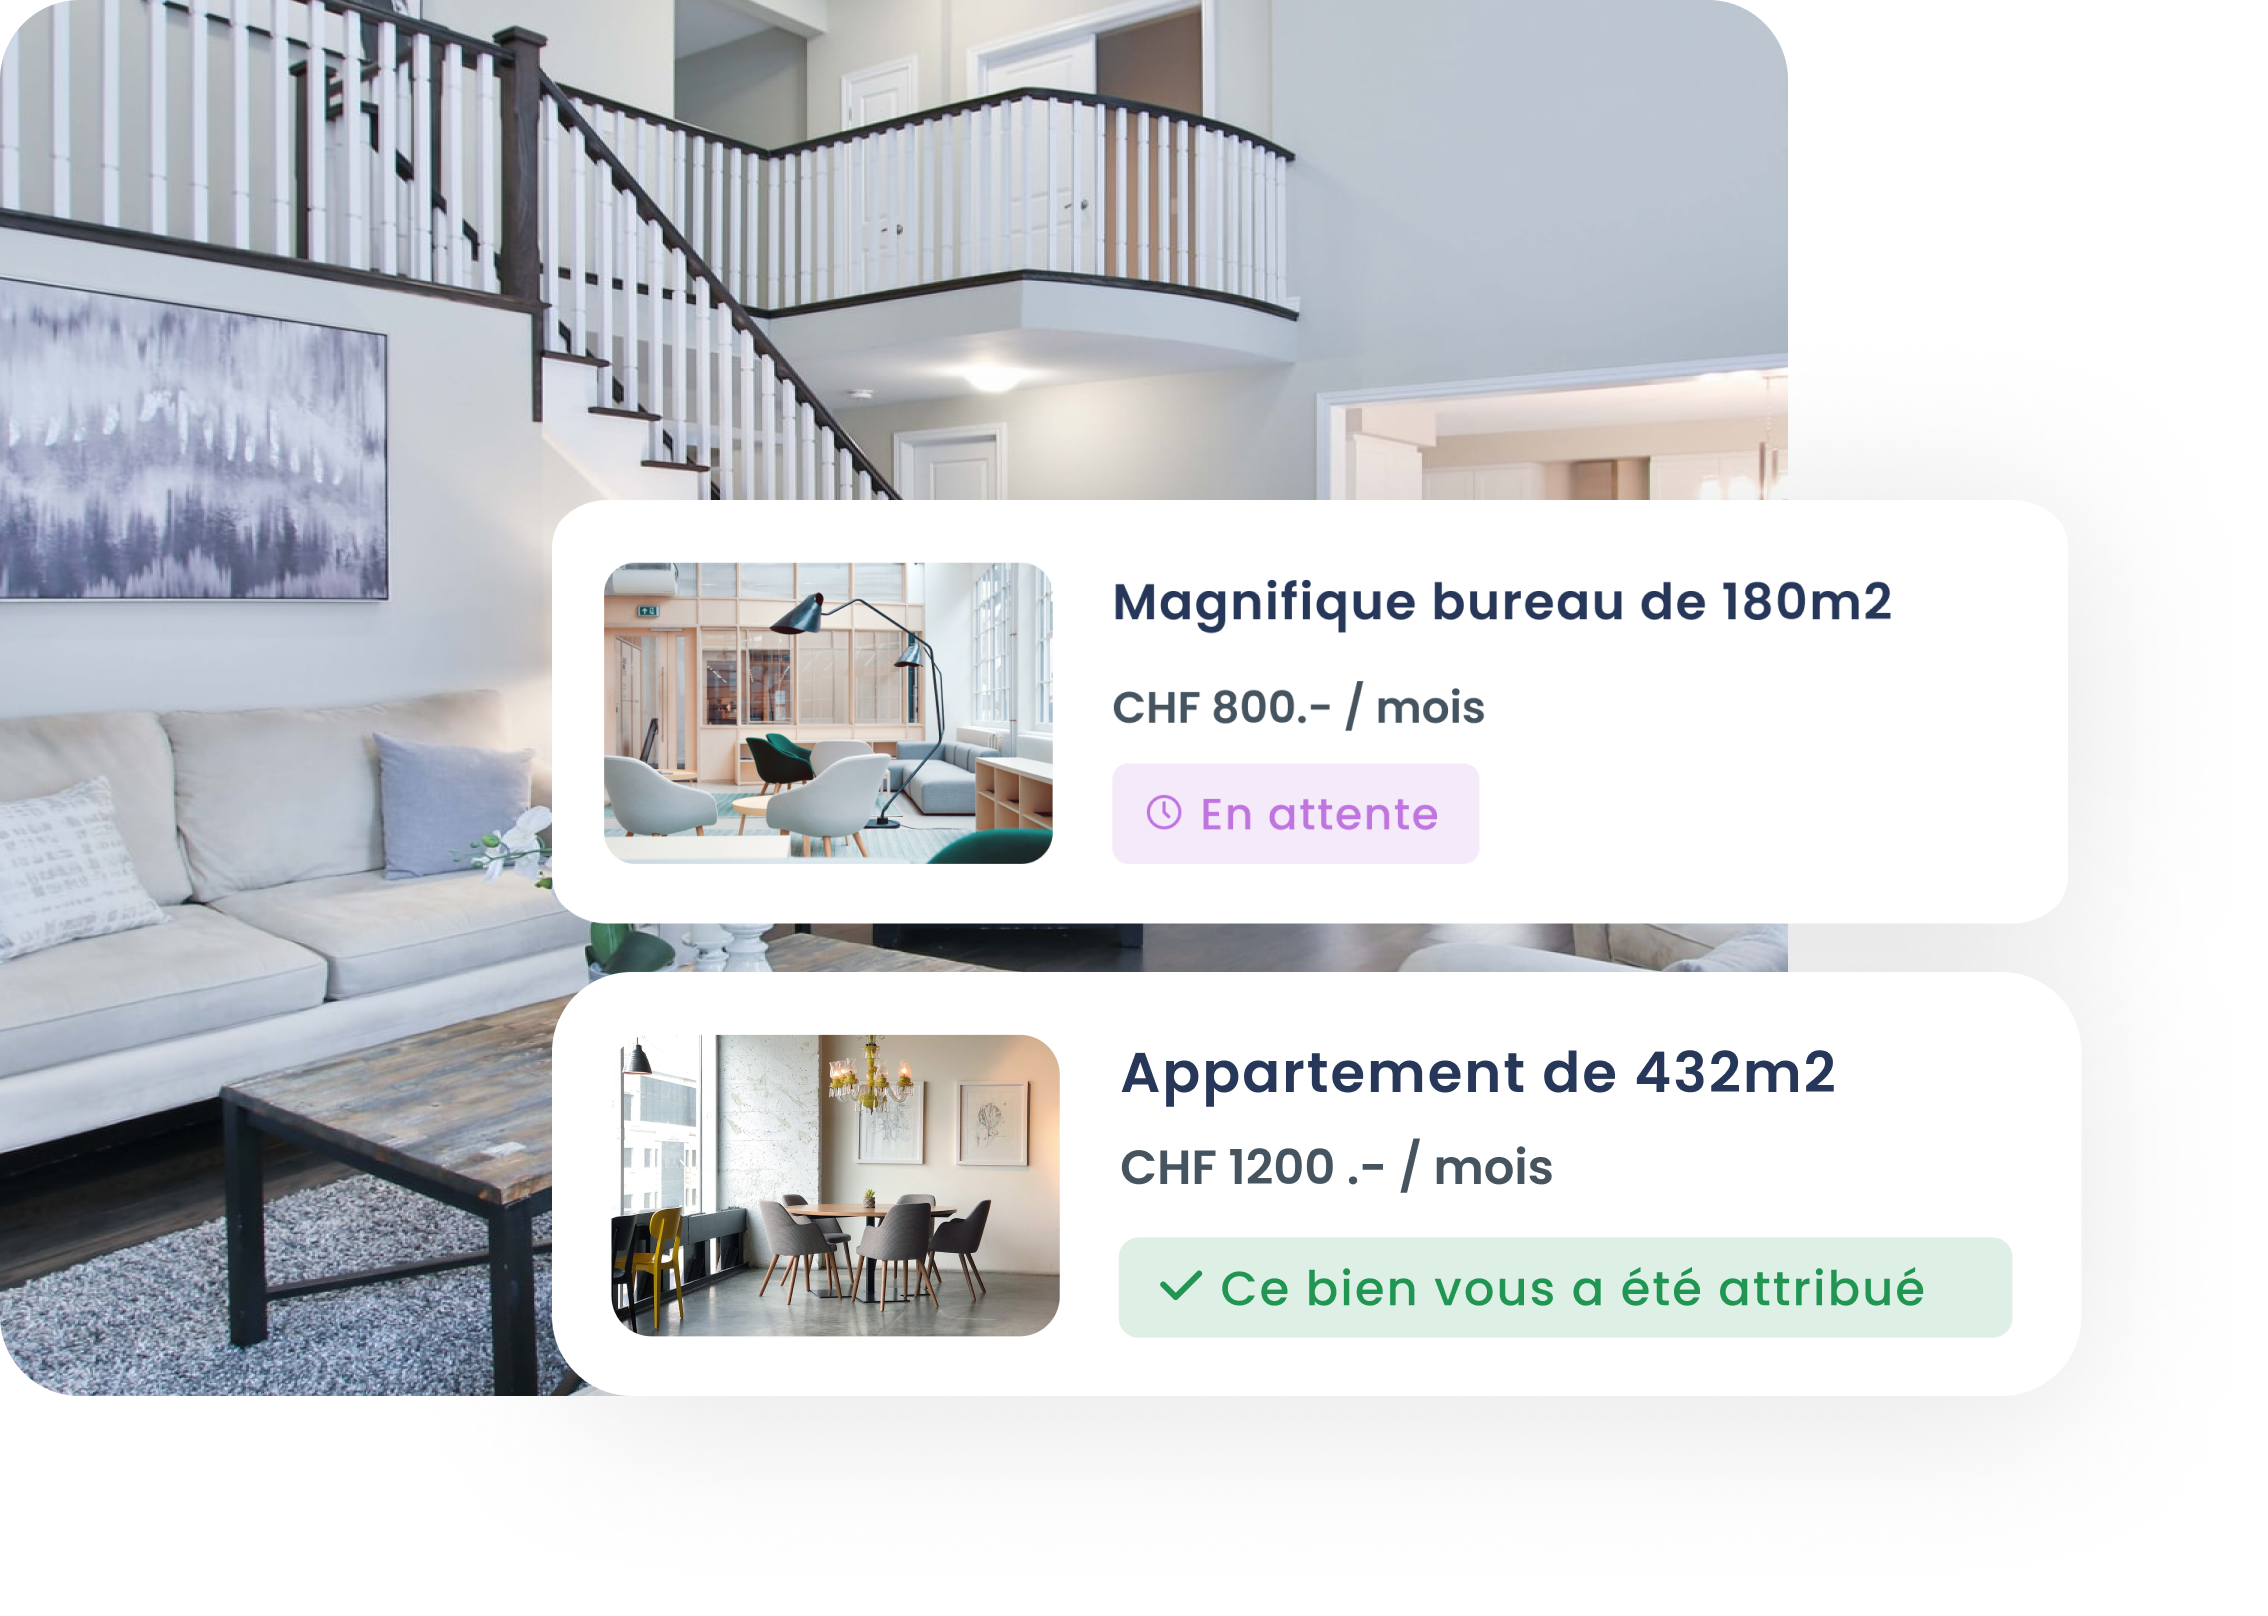 Magnifique bureau de 180m2
CHF 800.- / mois
En attente
Appartement de 432m2
CHF 1200 .- / mois
Ce bien vous a été attribué